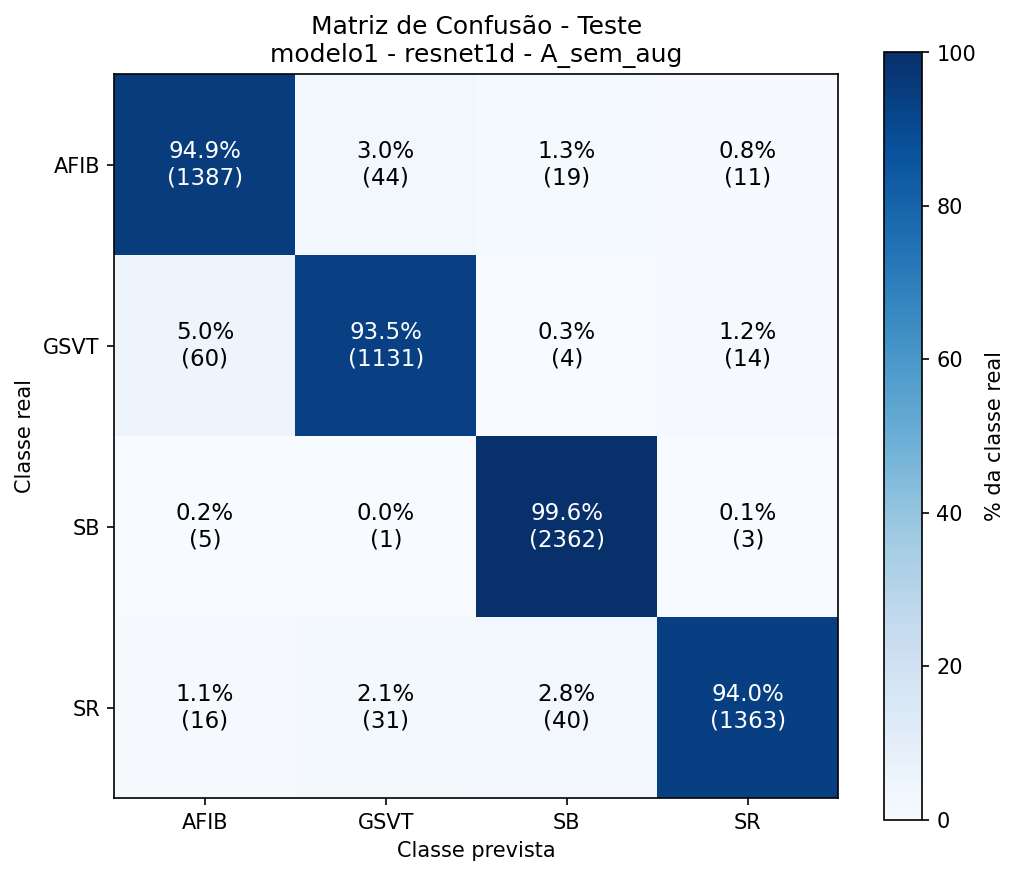 Matriz de Confusão - Teste
modelo1 - resnet1d - A_sem_aug
Classe real
AFIB
94.9%
(1387)
3.0%
(44)
1.3%
(19)
0.8%
(11)
GSVT
5.0%
(60)
93.5%
(1131)
0.3%
(4)
1.2%
(14)
SB
0.2%
(5)
0.0%
(1)
99.6%
(2362)
0.1%
(3)
SR
1.1%
(16)
2.1%
(31)
2.8%
(40)
94.0%
(1363)
AFIB
GSVT
SB
SR
Classe prevista
100
80
60
40
20
0
% da classe real